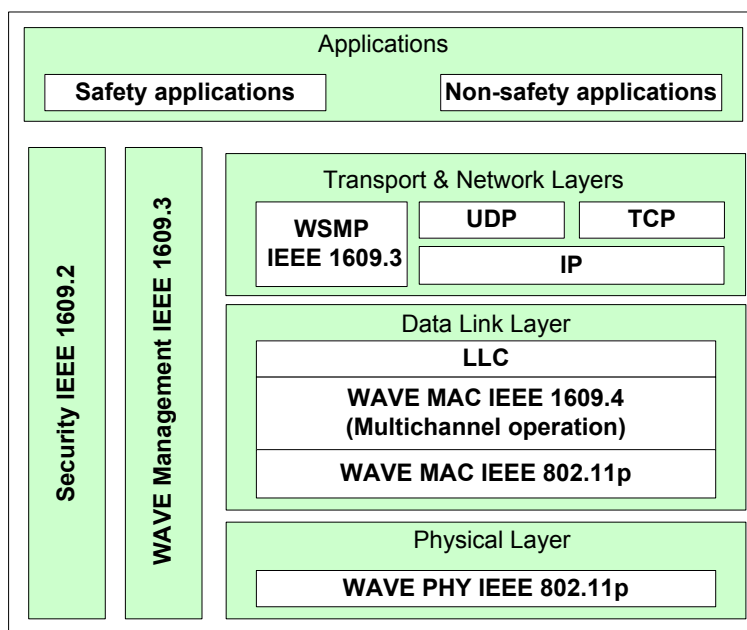 Applications
Safety applications
Non-safety applications
Security IEEE 1609.2
WAVE Management IEEE 1609.3
Transport & Network Layers
WSMP
IEEE 1609.3
UDP
TCP
IP
Data Link Layer
LLC
WAVE MAC IEEE 1609.4
(Multichannel operation)
WAVE MAC IEEE 802.11p
Physical Layer
WAVE PHY IEEE 802.11p